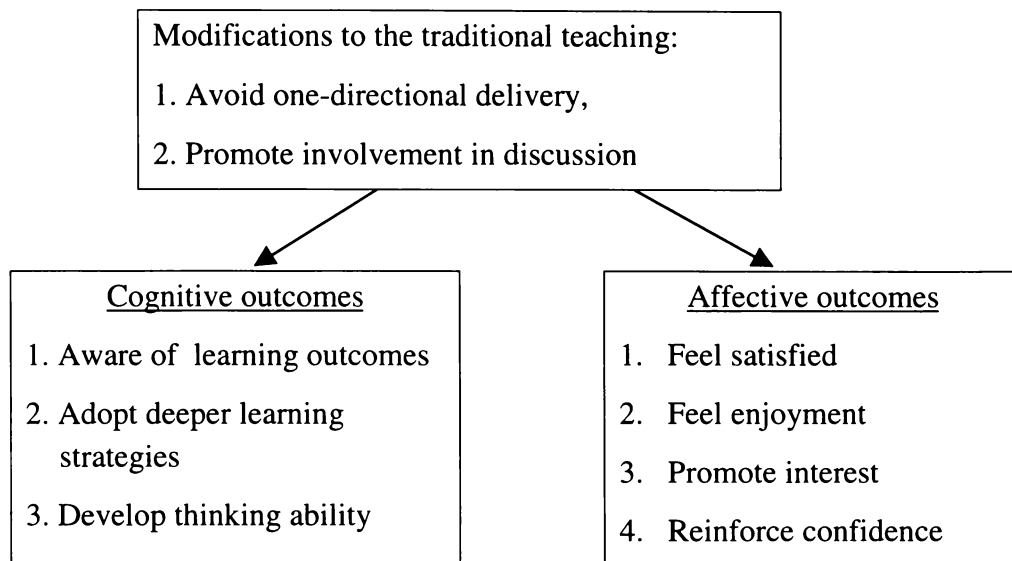 Modifications to the traditional teaching:
1. Avoid one-directional delivery,
2. Promote involvement in discussion
Cognitive outcomes
1. Aware of learning outcomes
2. Adopt deeper learning
strategies
3. Develop thinking ability
Affective outcomes
1. Feel satisfied
2. Feel enjoyment
3. Promote interest
4. Reinforce confidence